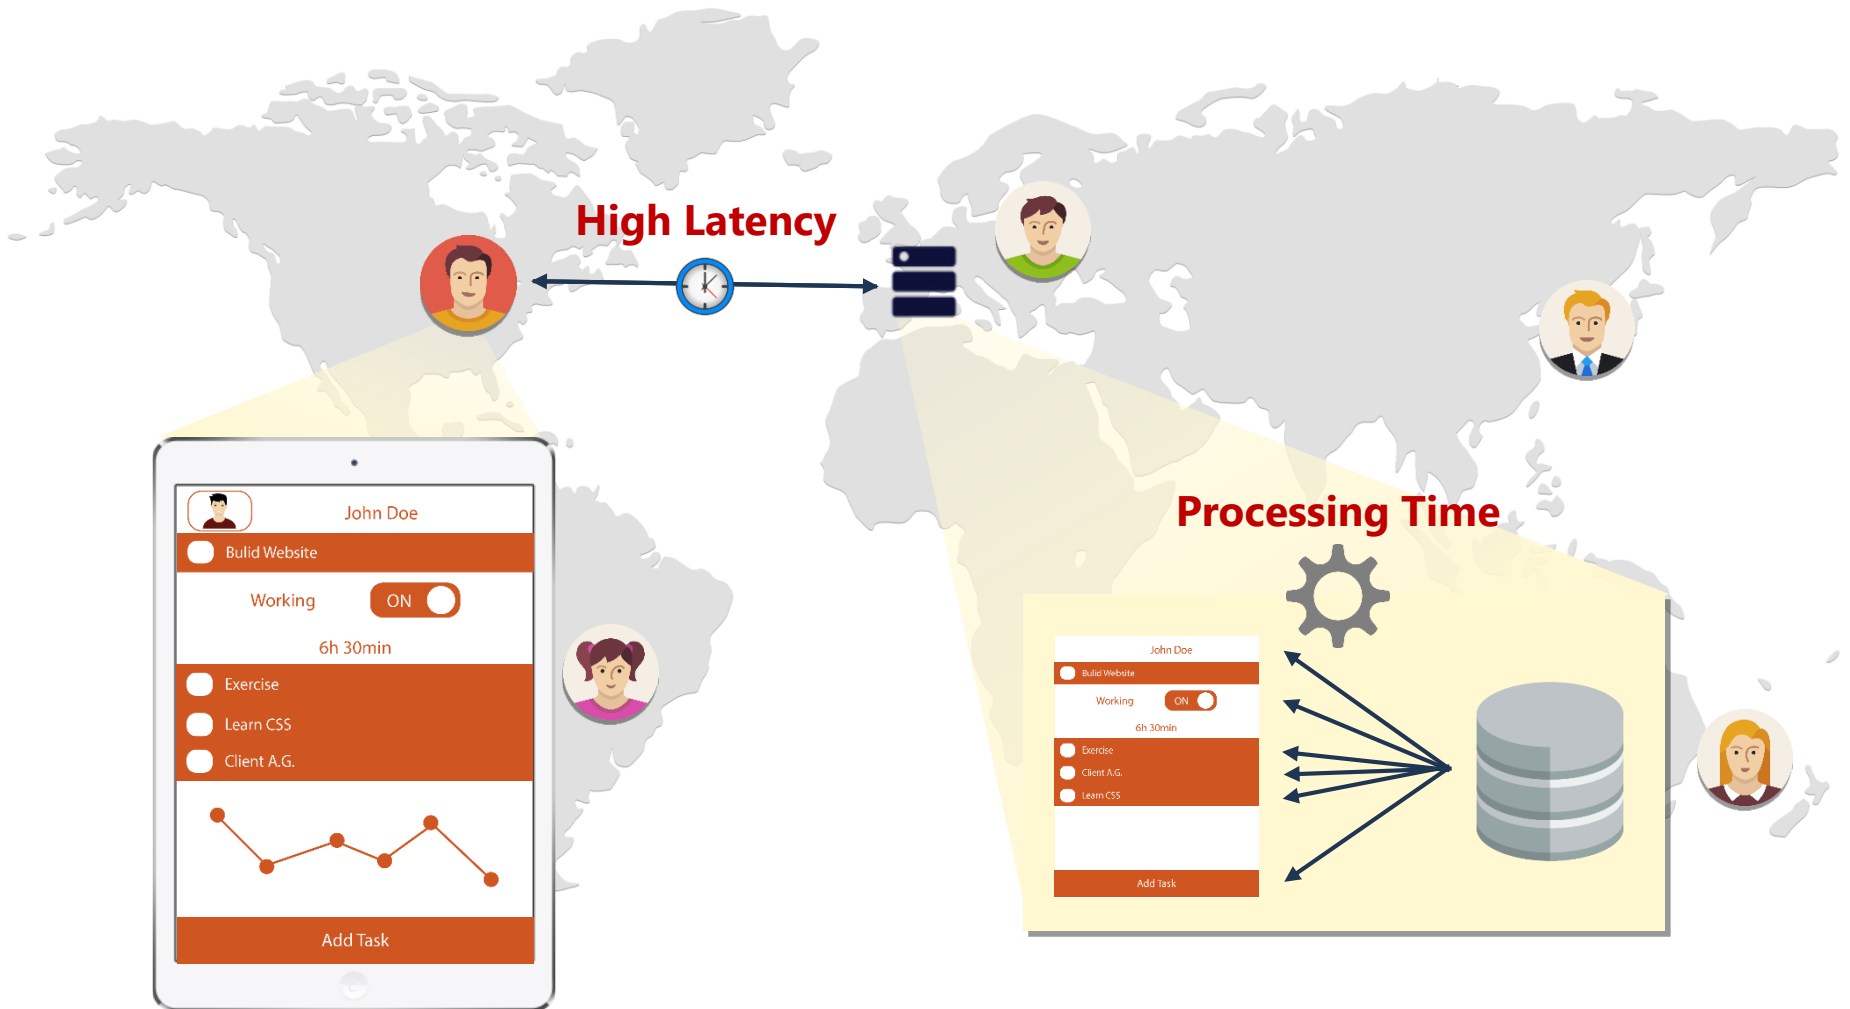 High Latency
Processing Time
John Doe
Bulid Website
Working
ON
6h 30min
Exercise
Learn CSS
Client A.G.
Add Task
John Doe
Bulid Website
Working
ON
6h 30min
Exercise
Client A.G.
Learn CSS
Add Task